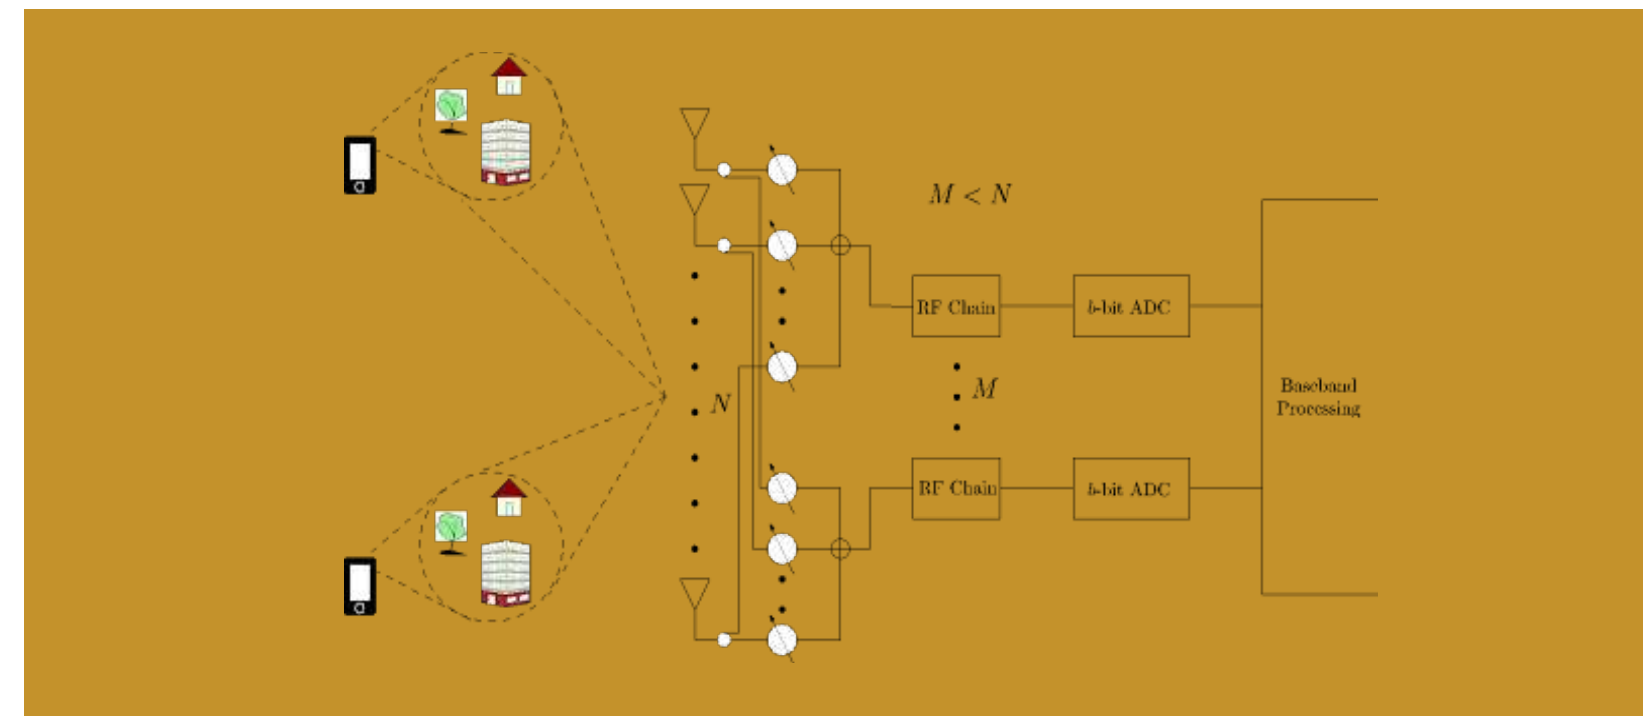 M < N
RF Chain
b-bit ADC
M
N
Baseband
Processing
RF Chain
b-bit ADC